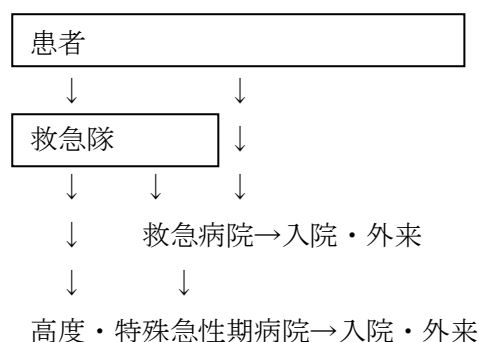 患者
↓ ↓
救急隊 ↓
↓ ↓ ↓
↓ 救急病院→入院・外来
↓ ↓
高度・特殊急性期病院→入院・外来